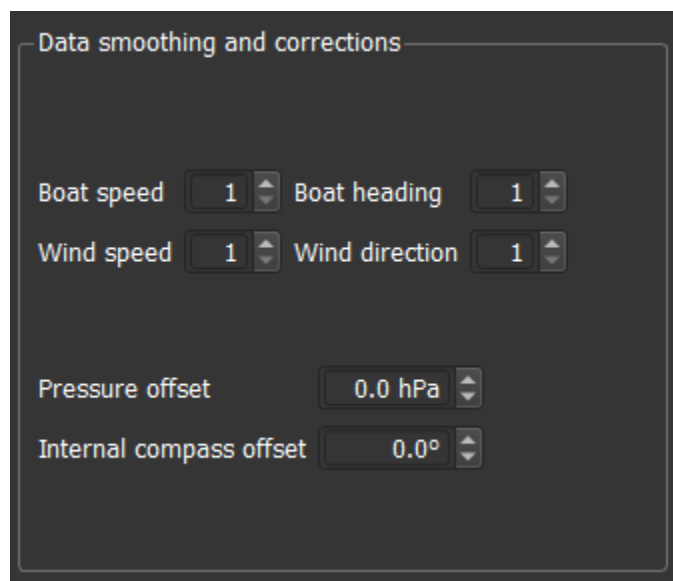 Data smoothing and corrections
Boat speed 1 Boat heading 1
Wind speed 1 Wind direction 1
Pressure offset 0.0 hPa
Internal compass offset 0.0º